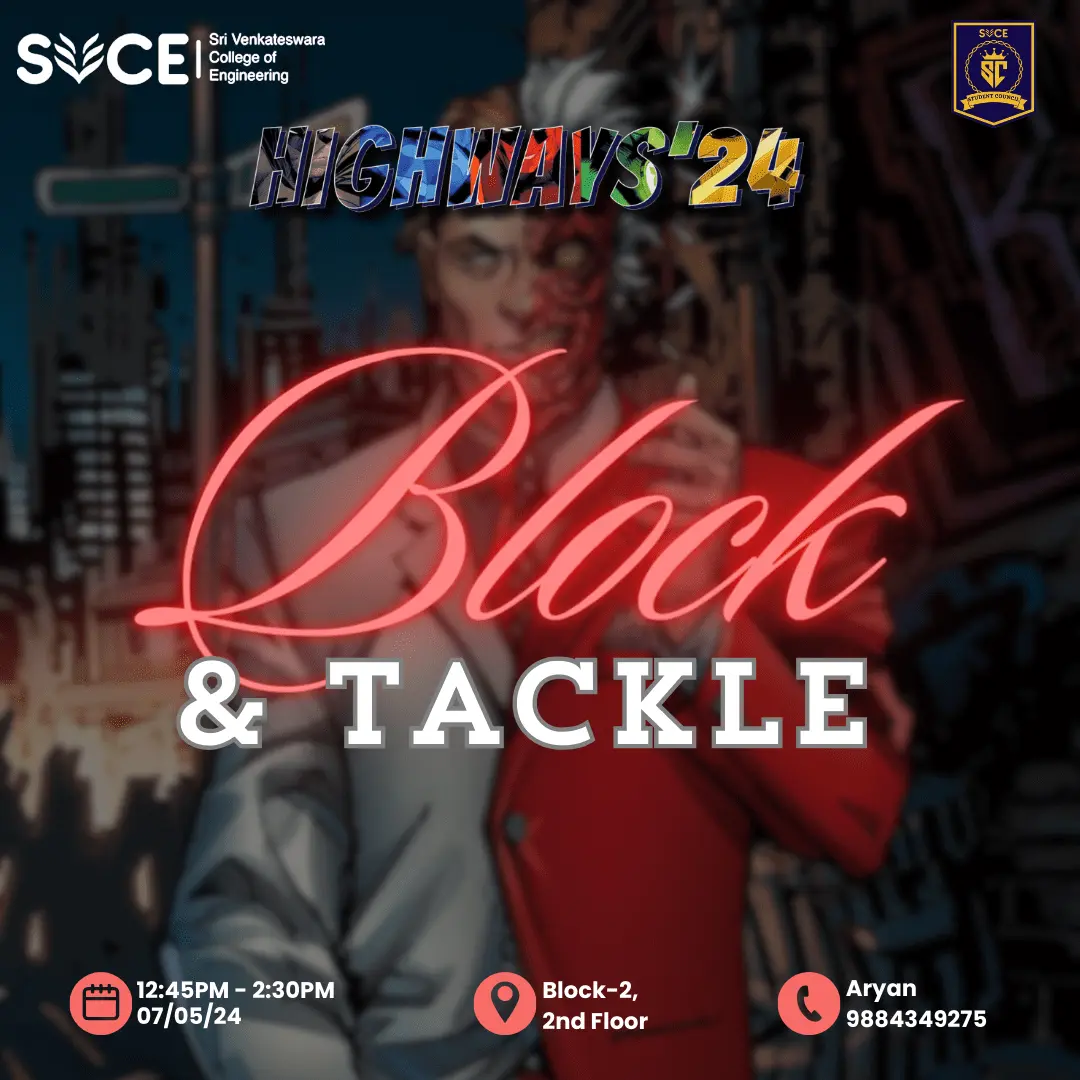 SVCE
Sri Venkateswara
College of
Engineering
SVCE
SC
STUDENT COUNCIL
HIGHWAYS'24
Block
& TACKLE
12:45PM - 2:30PM
07/05/24
Block-2,
2nd Floor
Aryan
9884349275